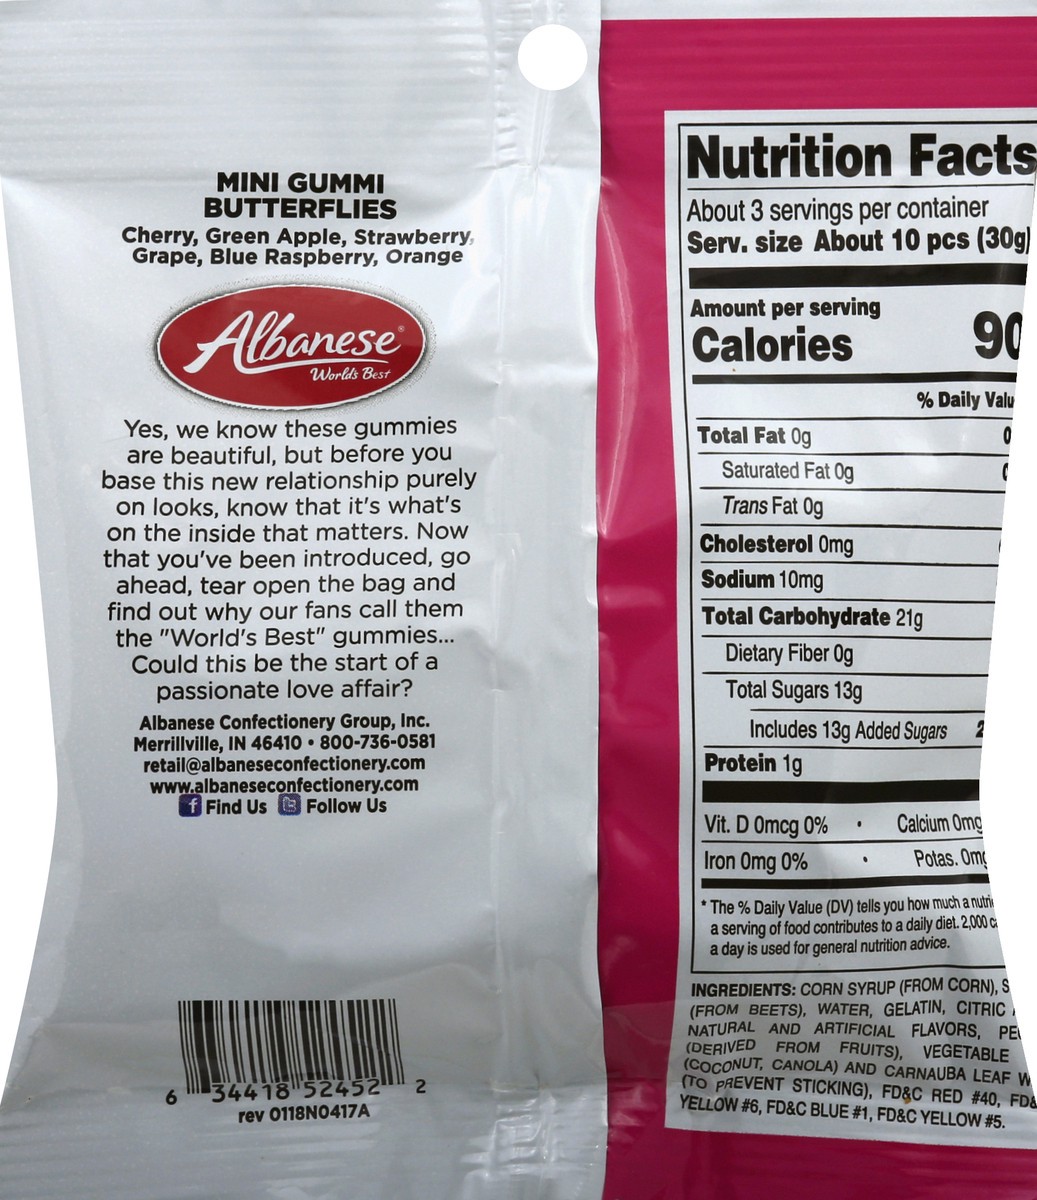 MINI GUMMI
BUTTERFLIES
Cherry, Green Apple, Strawberry,
Grape, Blue Raspberry, Orange
Albanese®
World's Best
Yes, we know these gummies
are beautiful, but before you
base this new relationship purely
on looks, know that it's what's
on the inside that matters. Now
that you've been introduced, go
ahead, tear open the bag and
find out why our fans call them
the "World's Best" gummies...
Could this be the start of a
passionate love affair?
Albanese Confectionery Group, Inc.
Merrillville, IN 46410 • 800-736-0581
retail@albaneseconfectionery.com
www.albaneseconfectionery.com
f Find Us t Follow Us
6 34418 52452 2
rev 0118N0417A
Nutrition Facts
About 3 servings per container
Serv. size About 10 pcs (30g)
Amount per serving
Calories 90
% Daily
Total Fat 0g
Saturated Fat 0g
Trans Fat 0g
Cholesterol 0mg
Sodium 10mg
Total Carbohydrate 21g
Dietary Fiber 0g
Total Sugars 13g
Includes 13g Added Sugars
Protein 1g
Vit. D 0mcg 0% • Calcium 0mg
Iron 0mg 0% • Potas. 0mg
* The % Daily Value (DV) tells you how much a
a serving of food contributes to a daily diet. 2,000
a day is used for general nutrition advice.
INGREDIENTS: CORN SYRUP (FROM CORN),
(FROM BEETS), WATER, GELATIN, CITRIC
NATURAL AND ARTIFICIAL FLAVORS,
(DERIVED FROM FRUITS), VEGETABLE
(COCONUT, CANOLA) AND CARNAUBA LEAF
(TO PREVENT STICKING), FD&C RED #40,
YELLOW #6, FD&C BLUE #1, FD&C YELLOW #5.